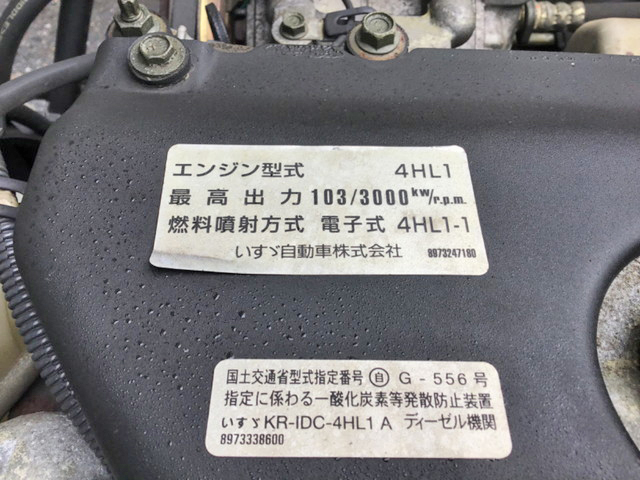 エンジン型式 4HL1
最高出力 103/3000kw/r.p.m.
燃料噴射方式 電子式 4HL1-1
いすゞ自動車株式会社 8973247180
国土交通省型式指定番号 自 G-556号
指定に係わる一酸化炭素等発散防止装置
いすゞKR-IDC-4HL1A ディーゼル機関
8973338600